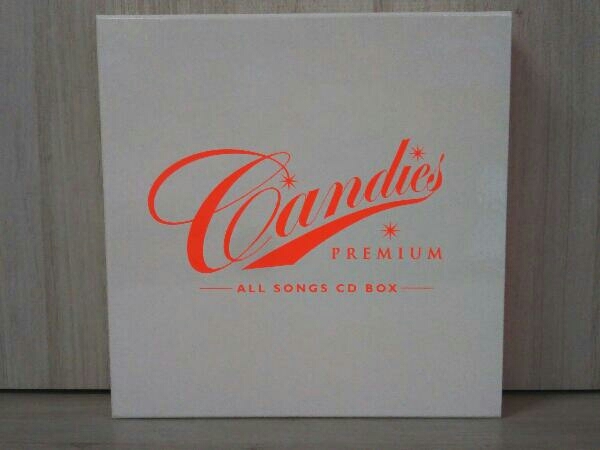 Candies
PREMIUM
ALL SONGS CD BOX